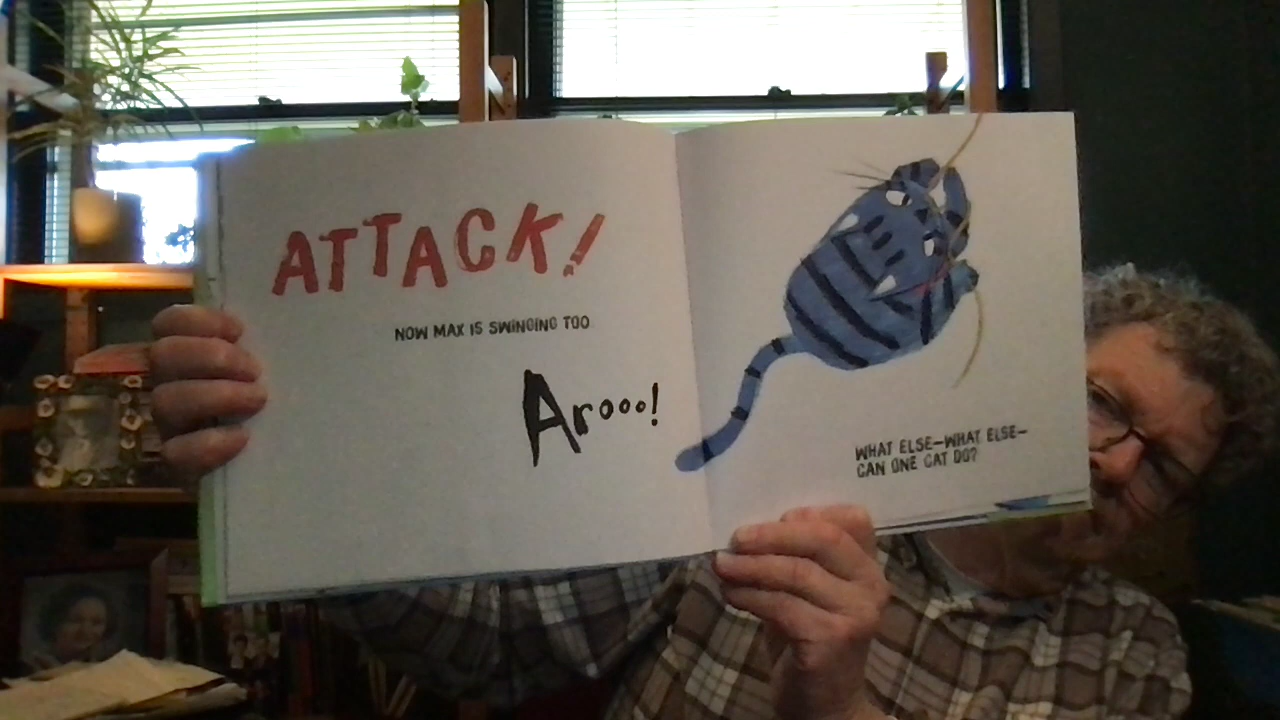 ATTACK!
NOW MAX IS SWINGING TOO
Arooo!
WHAT ELSE—WHAT ELSE—
CAN ONE CAT DO?